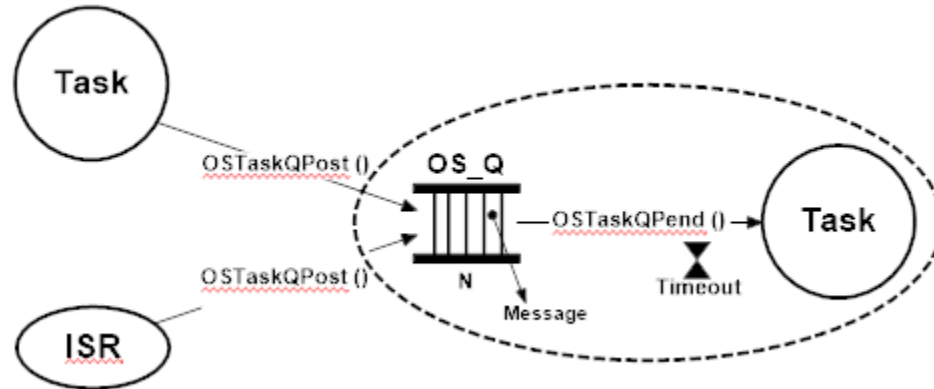 Task
OSTaskQPost ()
OS_Q
OSTaskQPend ()
Task
OSTaskQPost ()
N
Timeout
Message
ISR